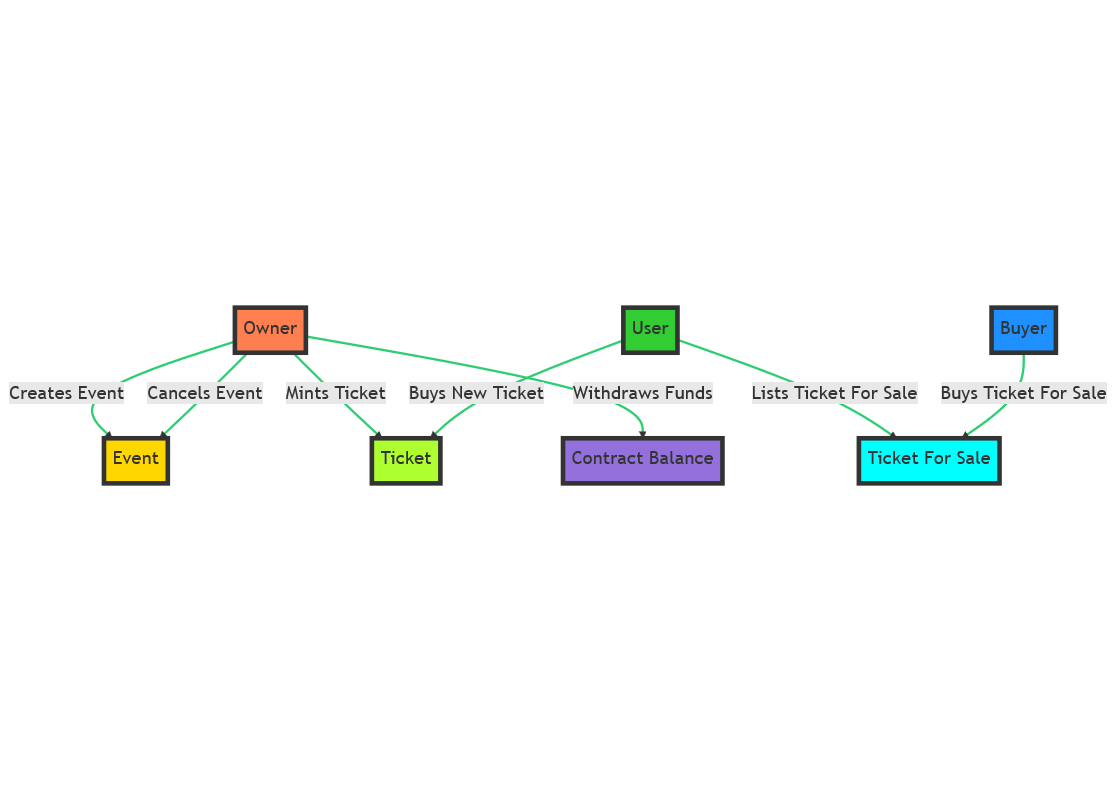 Owner
User
Buyer
Creates Event
Cancels Event
Mints Ticket
Buys New Ticket
Withdraws Funds
Lists Ticket For Sale
Buys Ticket For Sale
Event
Ticket
Contract Balance
Ticket For Sale